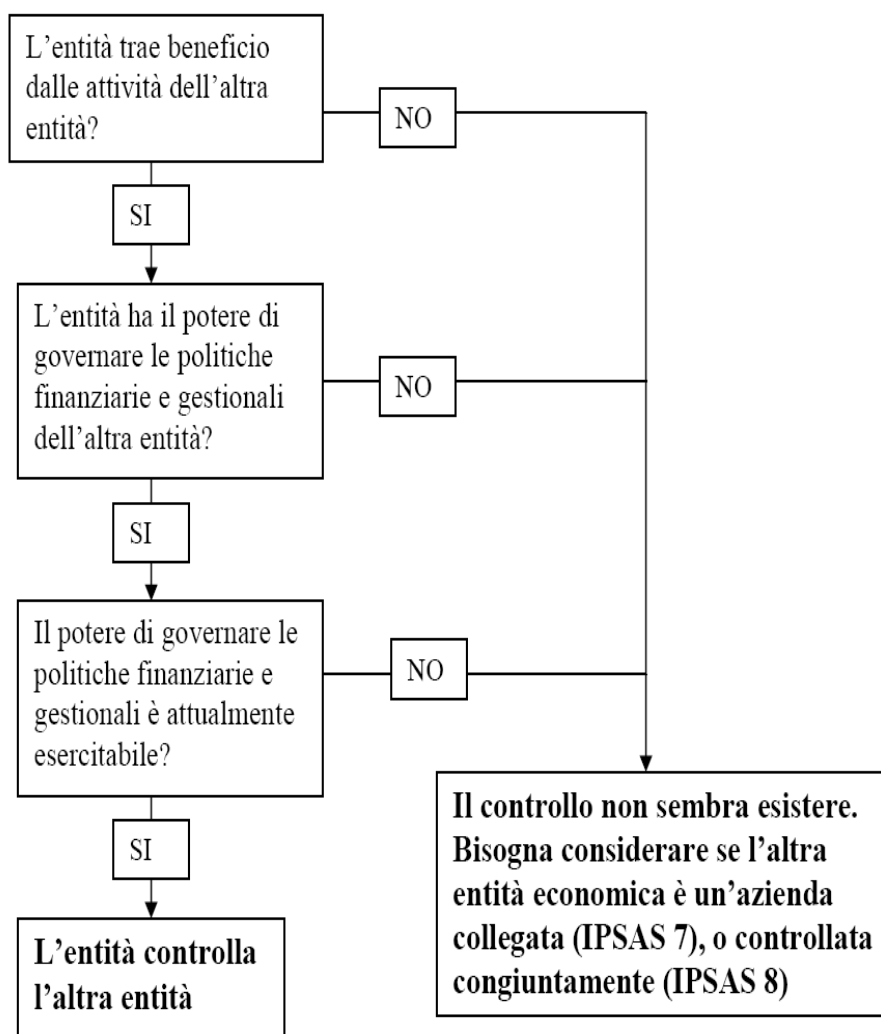 L’entità trae beneficio
dalle attività dell’altra
entità?
NO
SI
L’entità ha il potere di
governare le politiche
finanziarie e gestionali
dell’altra entità?
NO
SI
Il potere di governare le
politiche finanziarie e
gestionali è attualmente
esercitabile?
NO
SI
L’entità controlla
l’altra entità
Il controllo non sembra esistere.
Bisogna considerare se l’altra
entità economica è un’azienda
collegata (IPSAS 7), o controllata
congiuntamente (IPSAS 8)